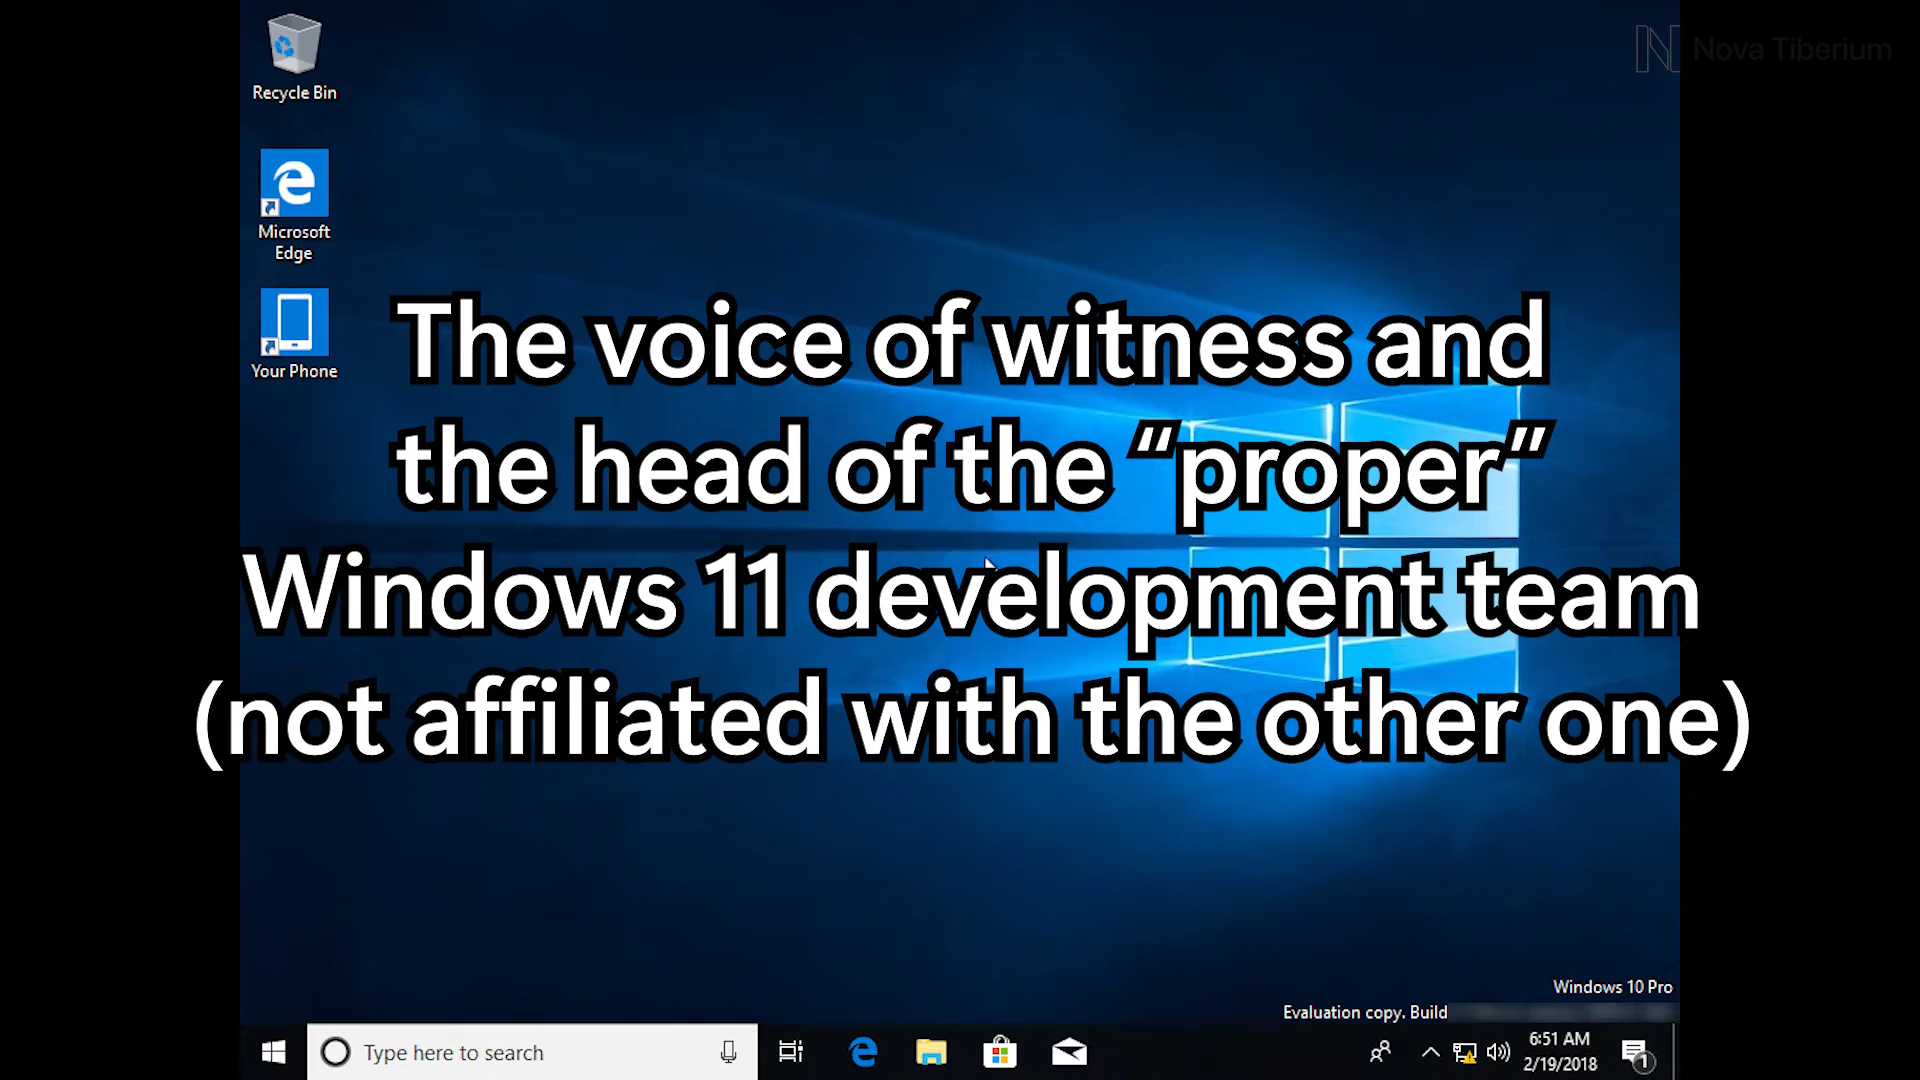 Nova Tiberium
Recycle Bin
Microsoft
Edge
Your Phone
The voice of witness and
the head of the “proper”
Windows 11 development team
(not affiliated with the other one)
Windows 10 Pro
Evaluation copy. Build
Type here to search
6:51 AM
2/19/2018
1